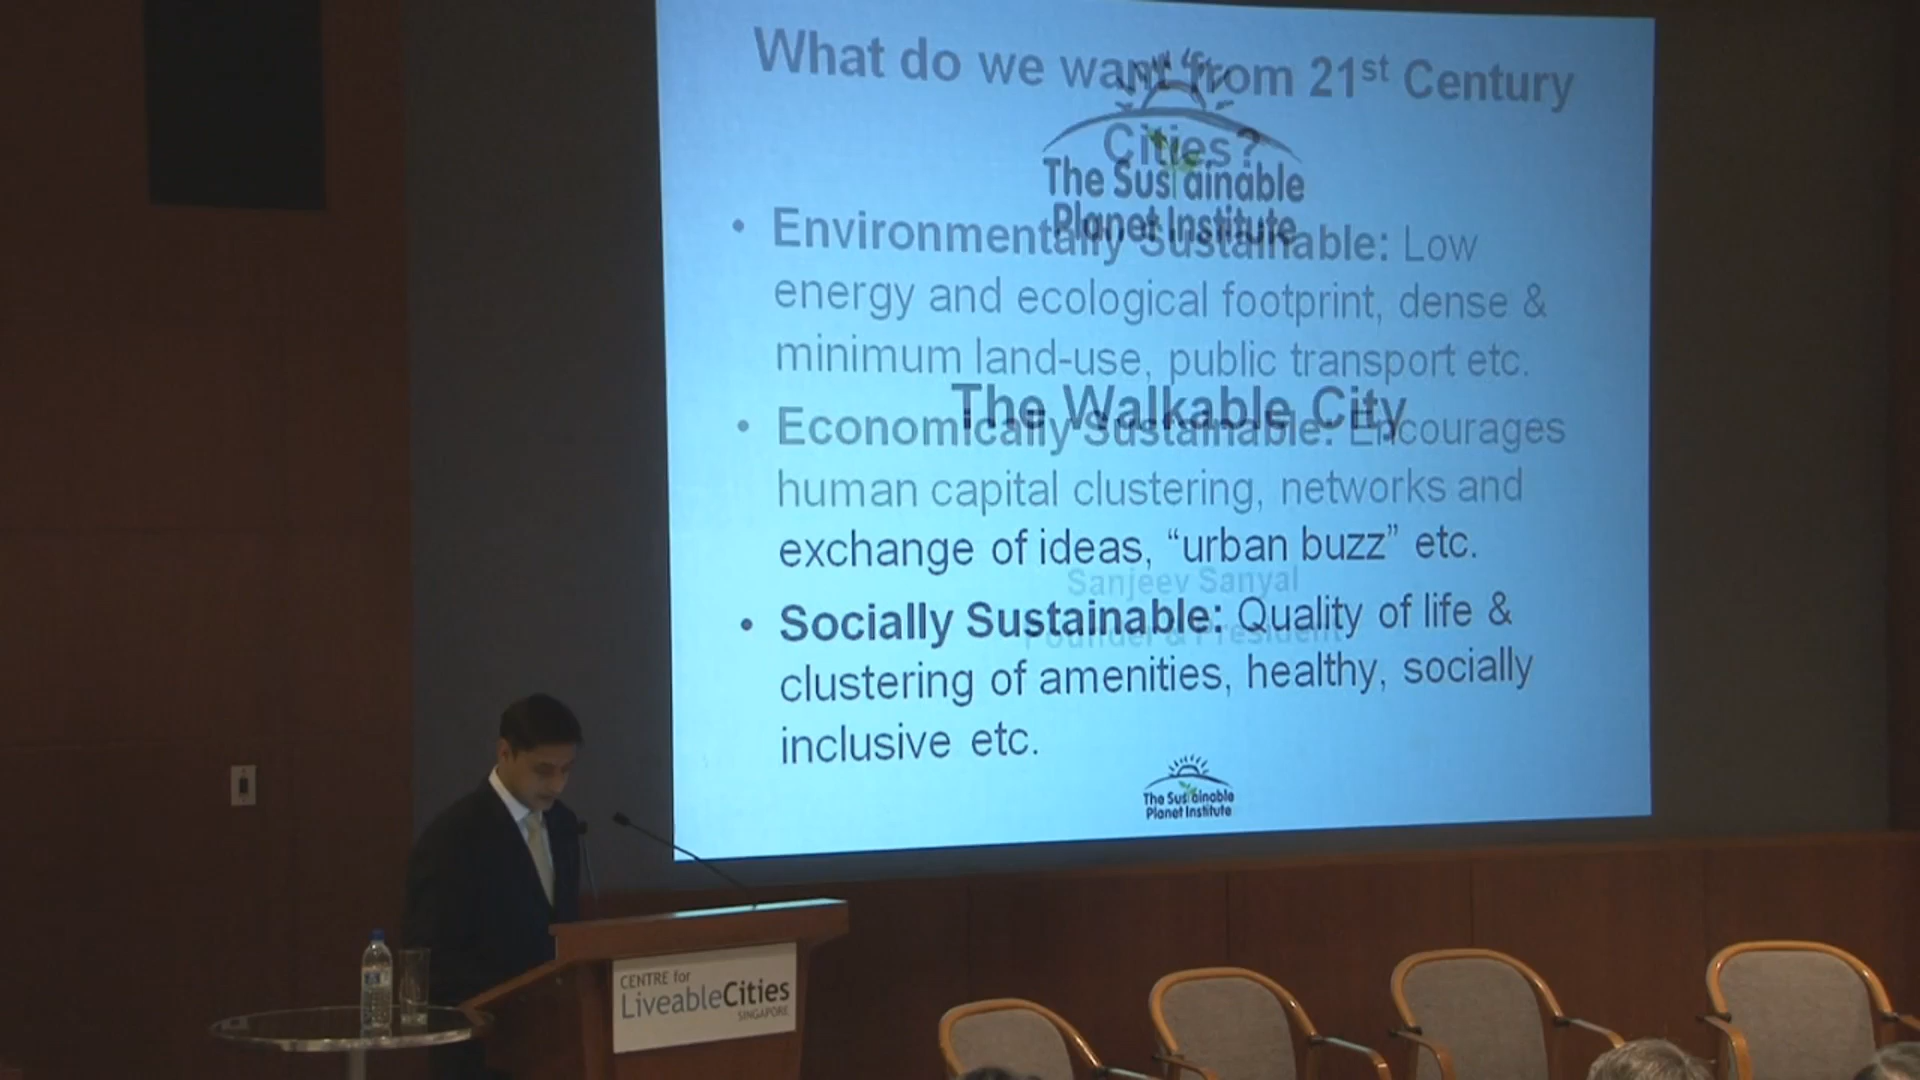 What do we want from 21st Century
Cities?
The Sustainable
Planet Institute
• Environmentally Sustainable: Low
energy and ecological footprint, dense &
minimum land-use, public transport etc.
The Walkable City
• Economically Sustainable: Encourages
human capital clustering, networks and
exchange of ideas, “urban buzz” etc.
Sanjeev Sanyal
Founder & President
• Socially Sustainable: Quality of life &
clustering of amenities, healthy, socially
inclusive etc.
The Sustainable
Planet Institute
CENTRE for
LiveableCities
SINGAPORE